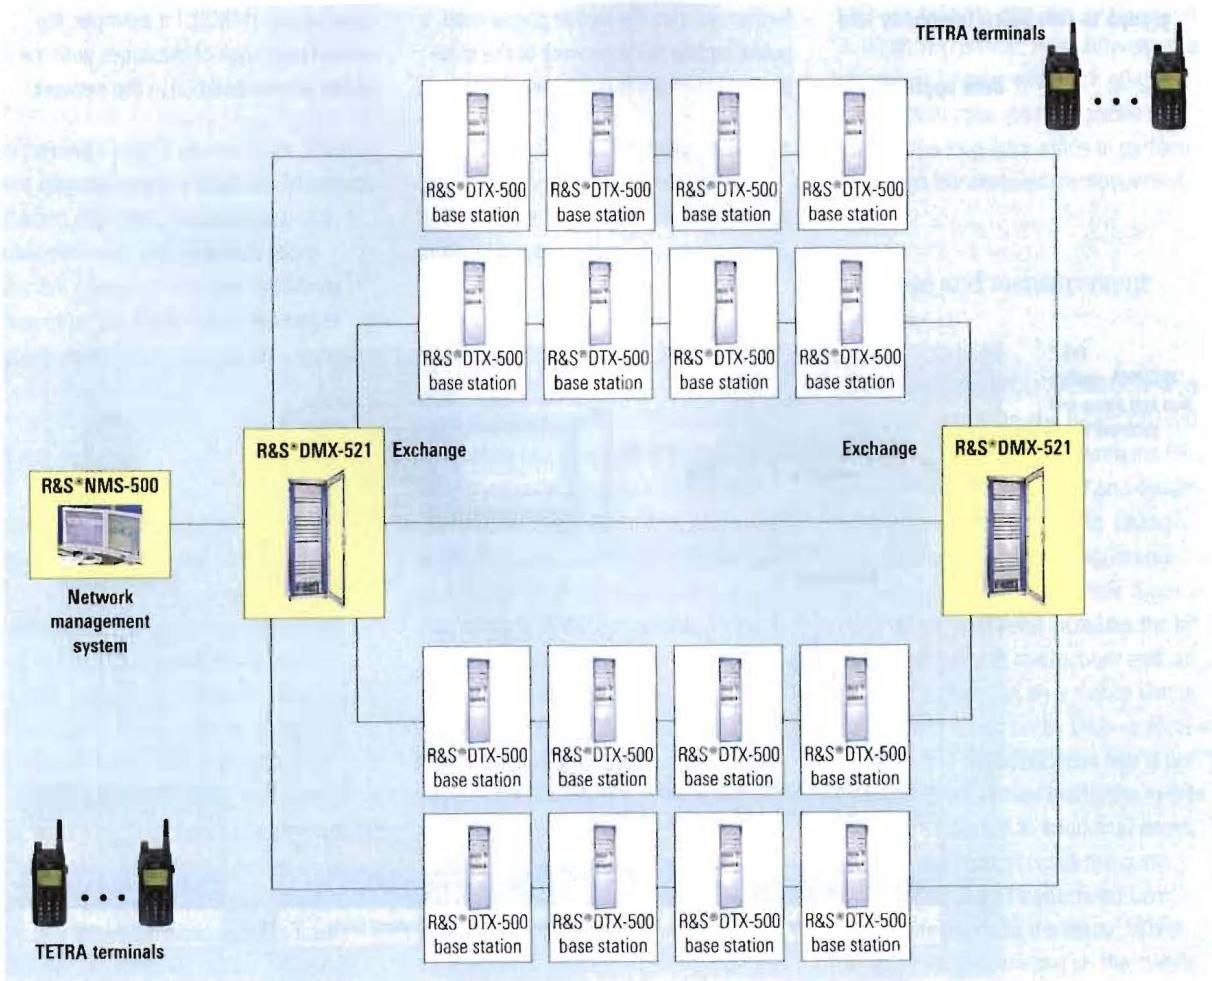 TETRA terminals
R&S®DTX-500 R&S®DTX-500 R&S®DTX-500 R&S®DTX-500
base station base station base station base station
R&S®DTX-500 R&S®DTX-500 R&S®DTX-500 R&S®DTX-500
base station base station base station base station
R&S®DMX-521 Exchange
Exchange R&S®DMX-521
R&S®NMS-500
Network
management
system
R&S®DTX-500 R&S®DTX-500 R&S®DTX-500 R&S®DTX-500
base station base station base station base station
R&S®DTX-500 R&S®DTX-500 R&S®DTX-500 R&S®DTX-500
base station base station base station base station
TETRA terminals